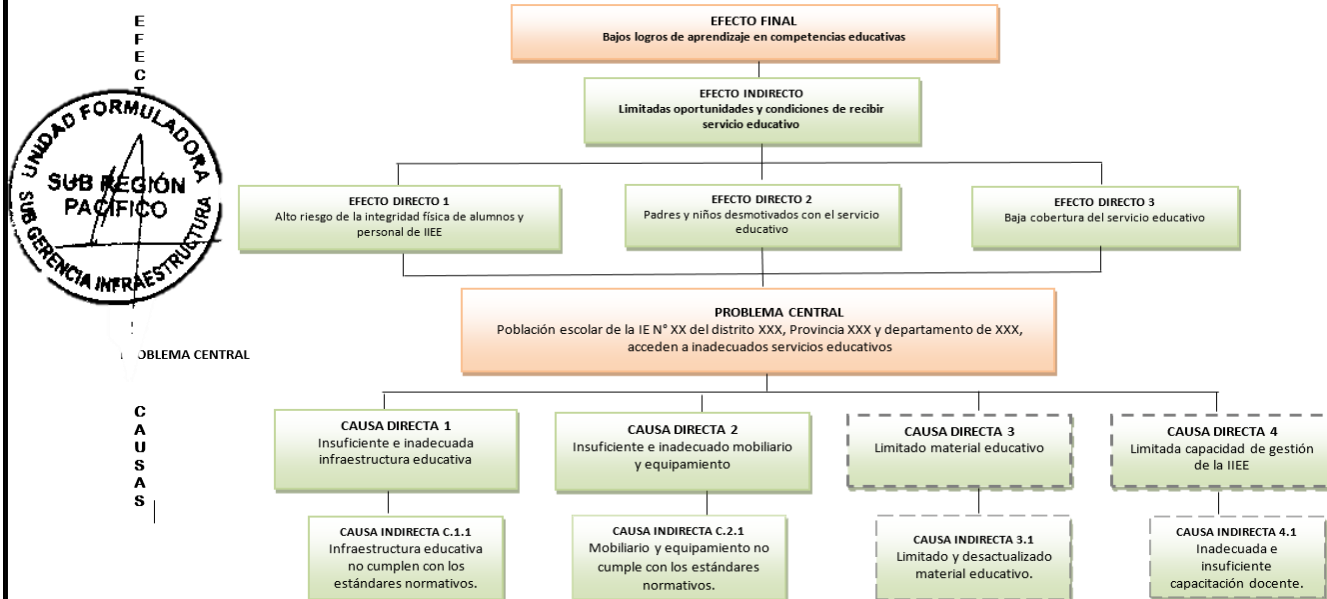 EFECTO FINAL
Bajos logros de aprendizaje en competencias educativas
E
F
E
C
T
EFECTO INDIRECTO
Limitadas oportunidades y condiciones de recibir
servicio educativo
UNIDAD FORMULADORA
SUB REGIÓN
PACÍFICO
SUB GERENCIA INFRAESTRUCTURA
EFECTO DIRECTO 1
Alto riesgo de la integridad física de alumnos y
personal de IIEE
EFECTO DIRECTO 2
Padres y niños desmotivados con el servicio
educativo
EFECTO DIRECTO 3
Baja cobertura del servicio educativo
PROBLEMA CENTRAL
Población escolar de la IE N° XX del distrito XXX, Provincia XXX y departamento de XXX,
acceden a inadecuados servicios educativos
OBLEMA CENTRAL
C
A
U
S
A
S
CAUSA DIRECTA 1
Insuficiente e inadecuada
infraestructura educativa
CAUSA DIRECTA 2
Insuficiente e inadecuado mobiliario
y equipamiento
CAUSA DIRECTA 3
Limitado material educativo
CAUSA DIRECTA 4
Limitada capacidad de gestión
de la IIEE
CAUSA INDIRECTA C.1.1
Infraestructura educativa
no cumplen con los
estándares normativos.
CAUSA INDIRECTA C.2.1
Mobiliario y equipamiento no
cumple con los estándares
normativos.
CAUSA INDIRECTA 3.1
Limitado y desactualizado
material educativo.
CAUSA INDIRECTA 4.1
Inadecuada e
insuficiente
capacitación docente.